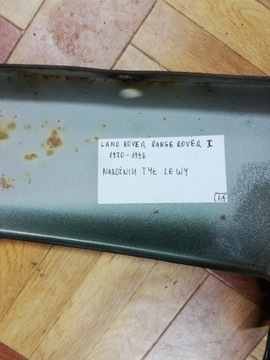 LAND ROVER RANGE ROVER I
1970-1996
NAROŻNIK TYŁ LEWY